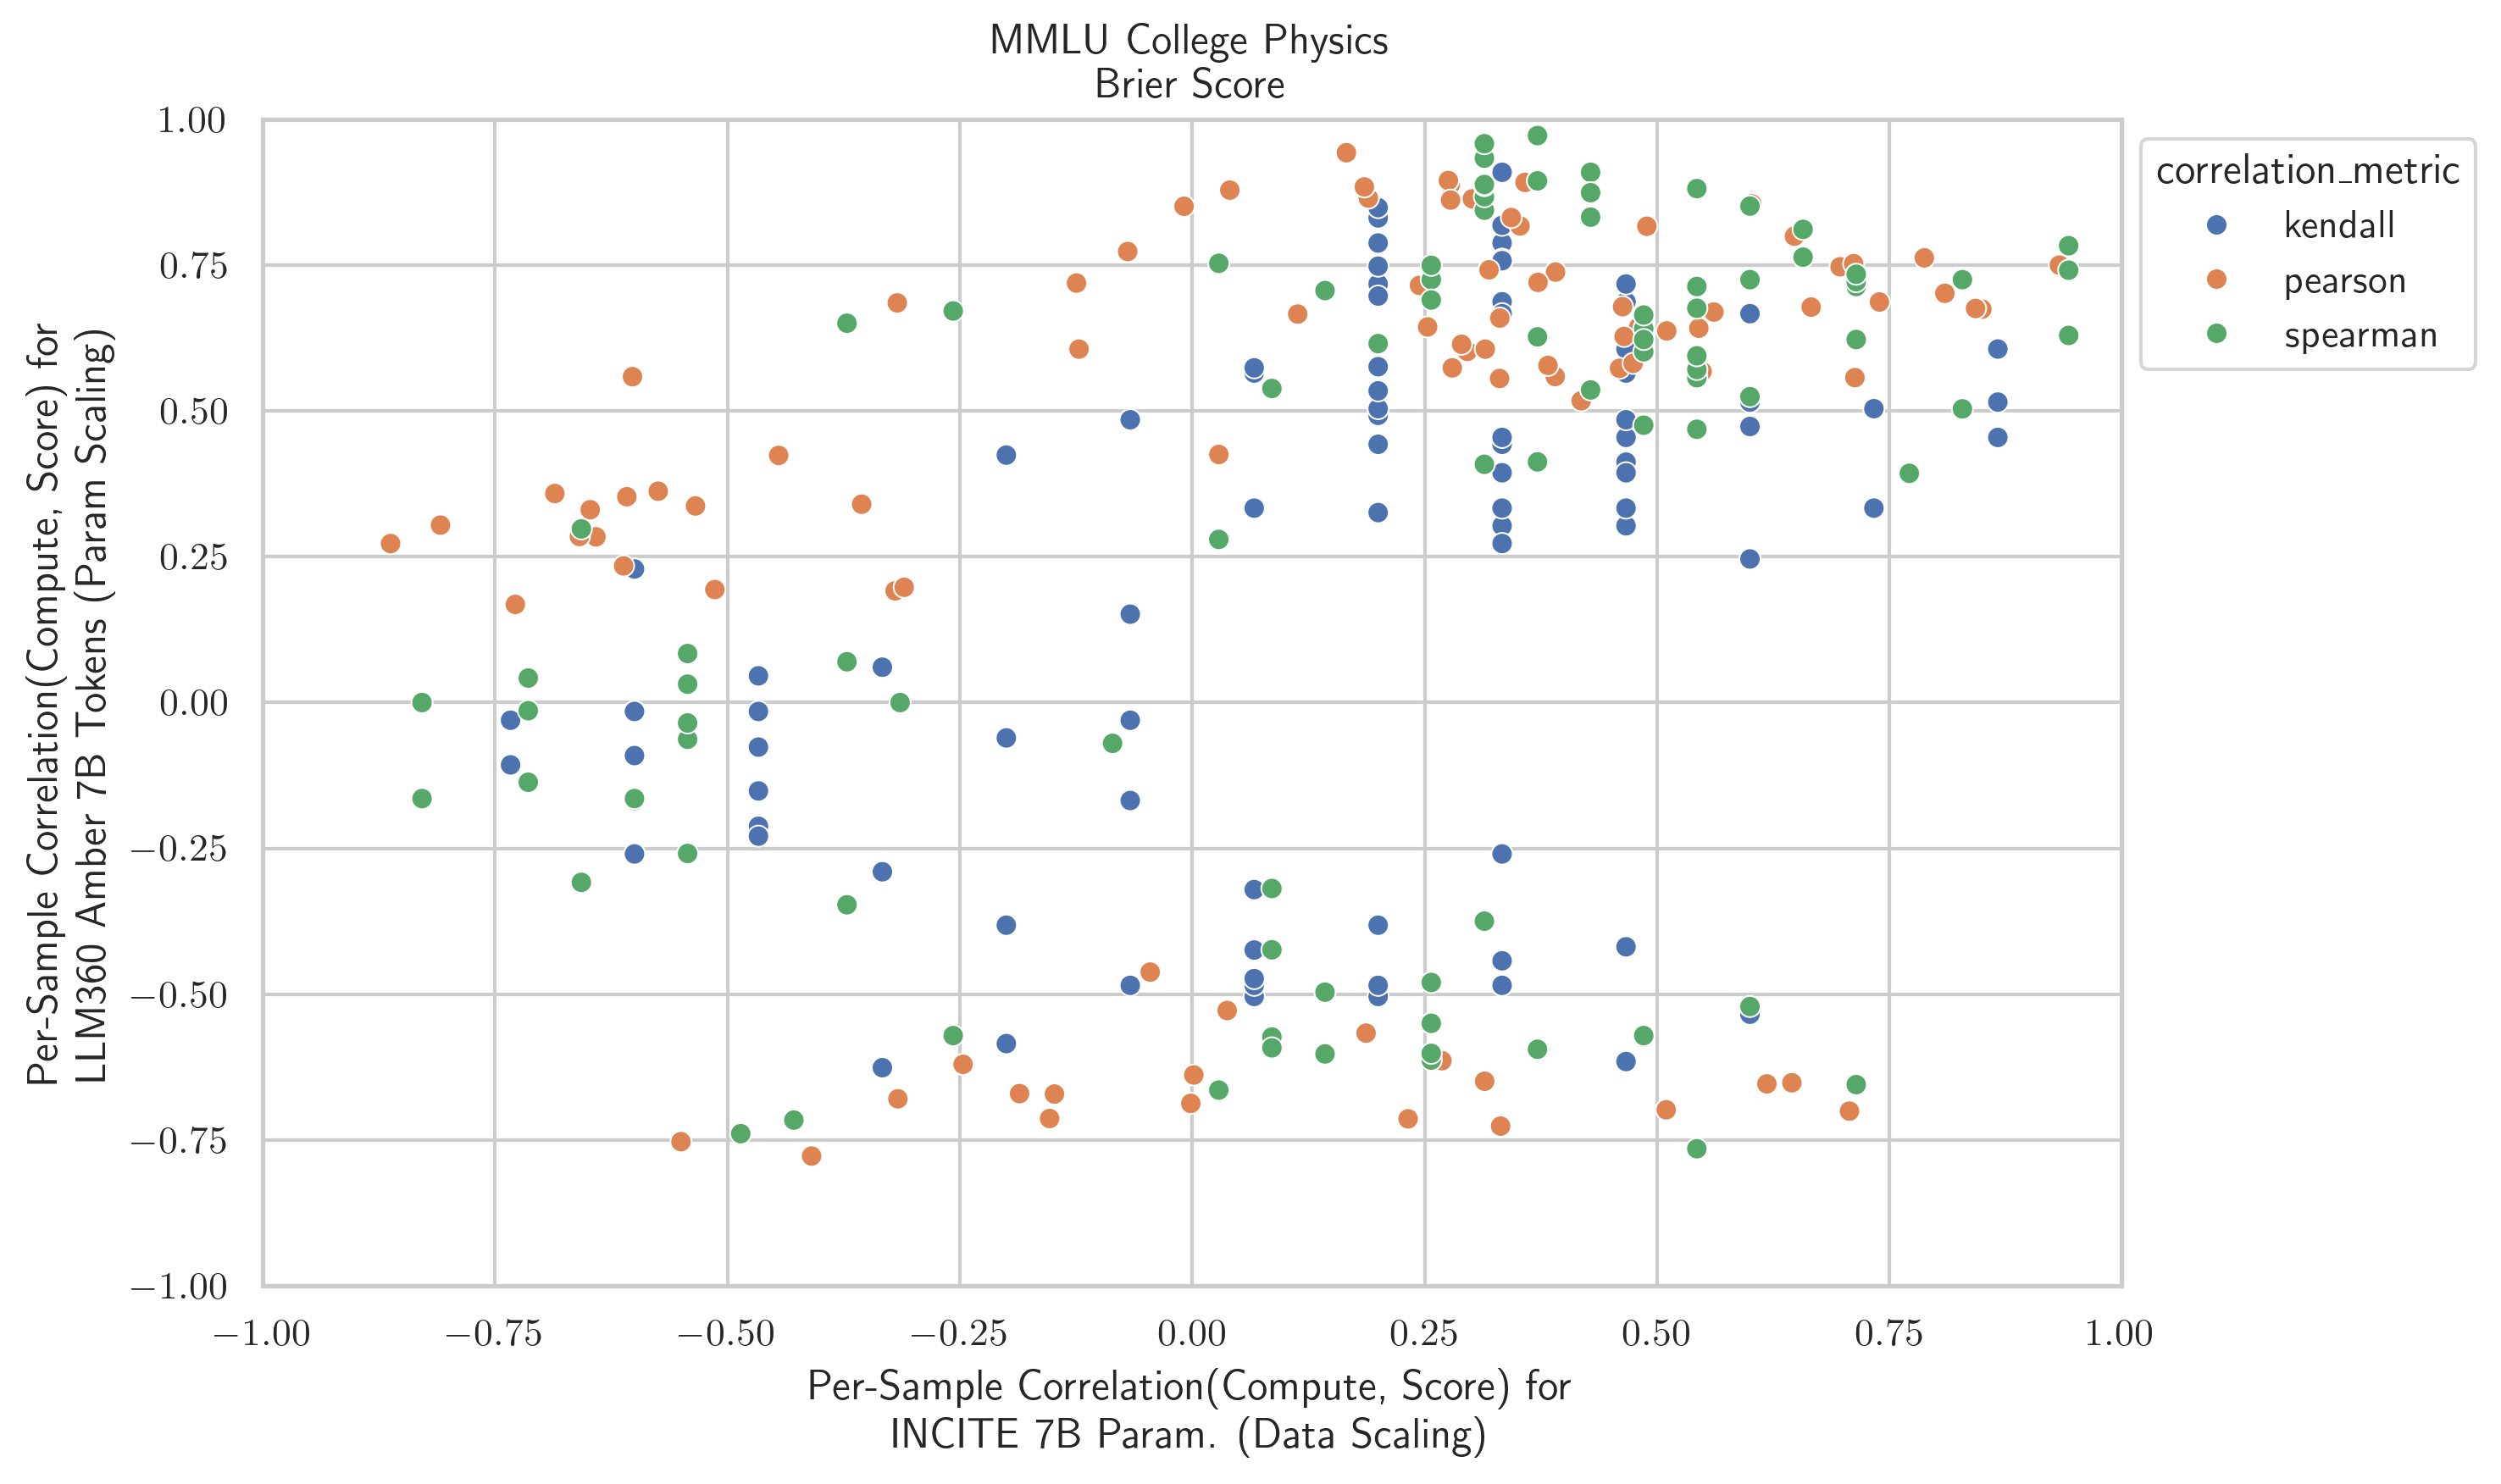 MMLU College Physics
Brier Score
Per-Sample Correlation(Compute, Score) for
LLM360 Amber 7B Tokens (Param Scaling)
1.00
0.75
0.50
0.25
0.00
−0.25
−0.50
−0.75
−1.00
correlation_metric
kendall
pearson
spearman
−1.00 −0.75 −0.50 −0.25 0.00 0.25 0.50 0.75 1.00
Per-Sample Correlation(Compute, Score) for
INCITE 7B Param. (Data Scaling)